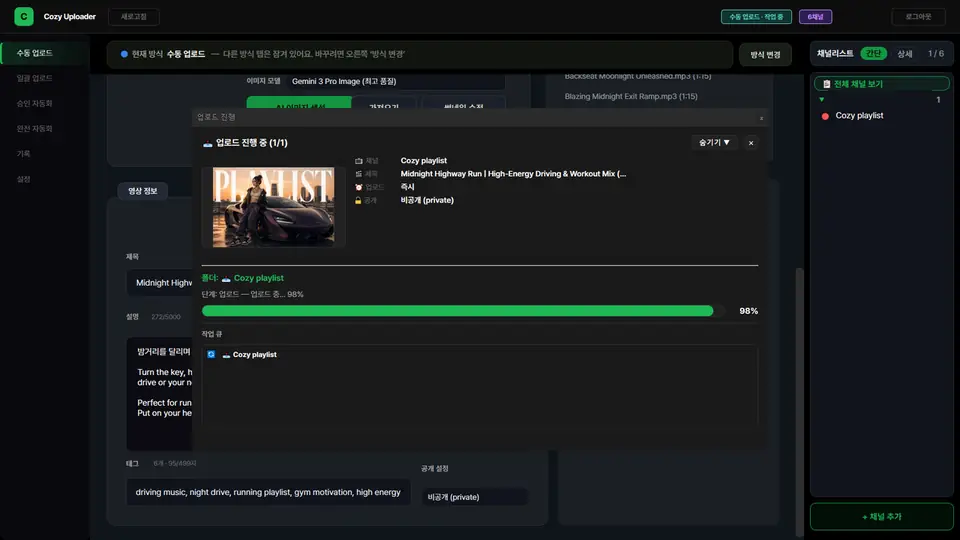 C Cozy Uploader 새로고침 수동 업로드 · 작업 중 6채널 로그아웃
수동 업로드
일괄 업로드
승인 자동화
완전 자동화
기록
설정
현재 방식 수동 업로드 — 다른 방식 탭은 잠겨 있어요. 바꾸려면 오른쪽 '방식 변경'
방식 변경
이미지 모델 Gemini 3 Pro Image (최고 품질)
Backseat Moonlight Unleashed.mp3 (1:15)
Blazing Midnight Exit Ramp.mp3 (1:15)
업로드 진행
업로드 진행 중 (1/1)
숨기기 ▼ ×
PLAYLIST
채널 Cozy playlist
제목 Midnight Highway Run | High-Energy Driving & Workout Mix (...
업로드 즉시
공개 비공개 (private)
폴더: Cozy playlist
단계: 업로드 — 업로드 중... 98%
98%
작업 큐
Cozy playlist
영상 정보
제목
Midnight Highw
설명 272/5000
밤거리를 달리며
Turn the key, h
drive or your n
Perfect for run
Put on your he
태그
driving music, night drive, running playlist, gym motivation, high energy
공개 설정
비공개 (private)
채널리스트 간단 상세 1 / 6
전체 채널 보기
▼ 1
Cozy playlist
+ 채널 추가